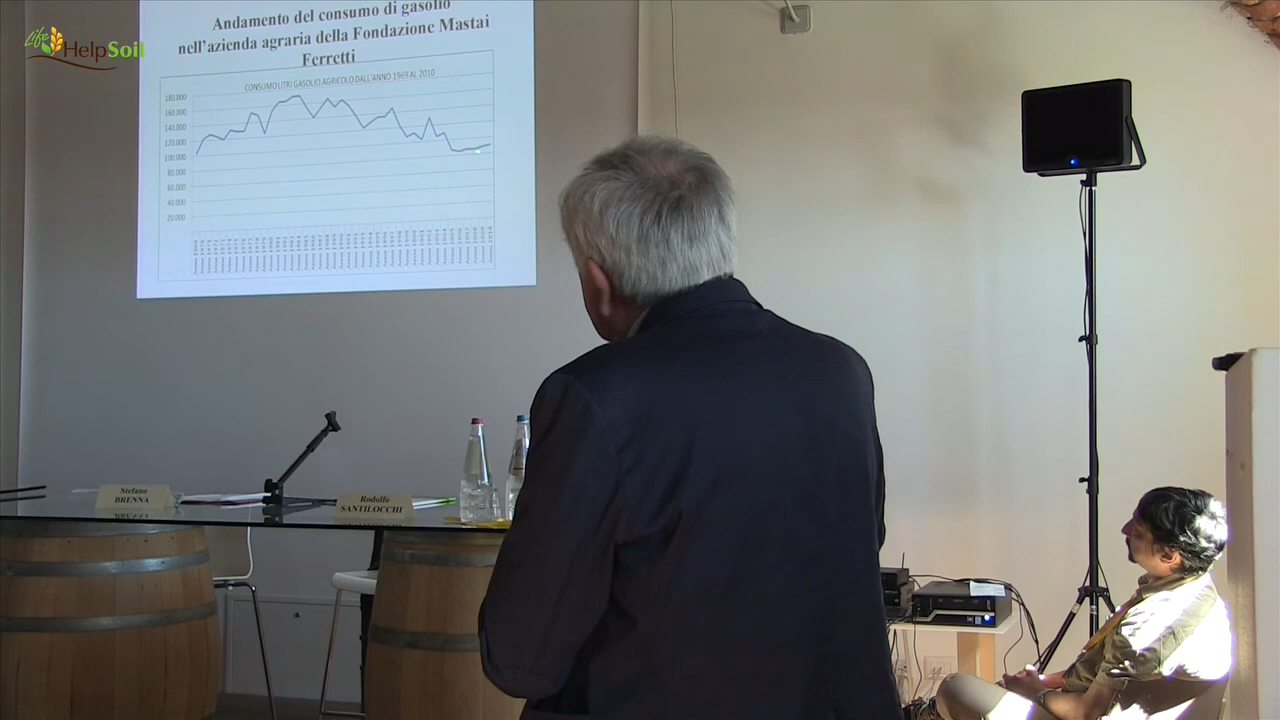 Andamento del consumo di gasolio
nell'azienda agraria della Fondazione Mastai
Ferretti
Life HelpSoil
CONSUMO LITRI GASOLIO AGRICOLO DALL'ANNO 1969 AL 2010
180.000
160.000
140.000
120.000
100.000
80.000
60.000
40.000
20.000
Stefano
BRENNA
Rodolfo
SANTILOCCHI